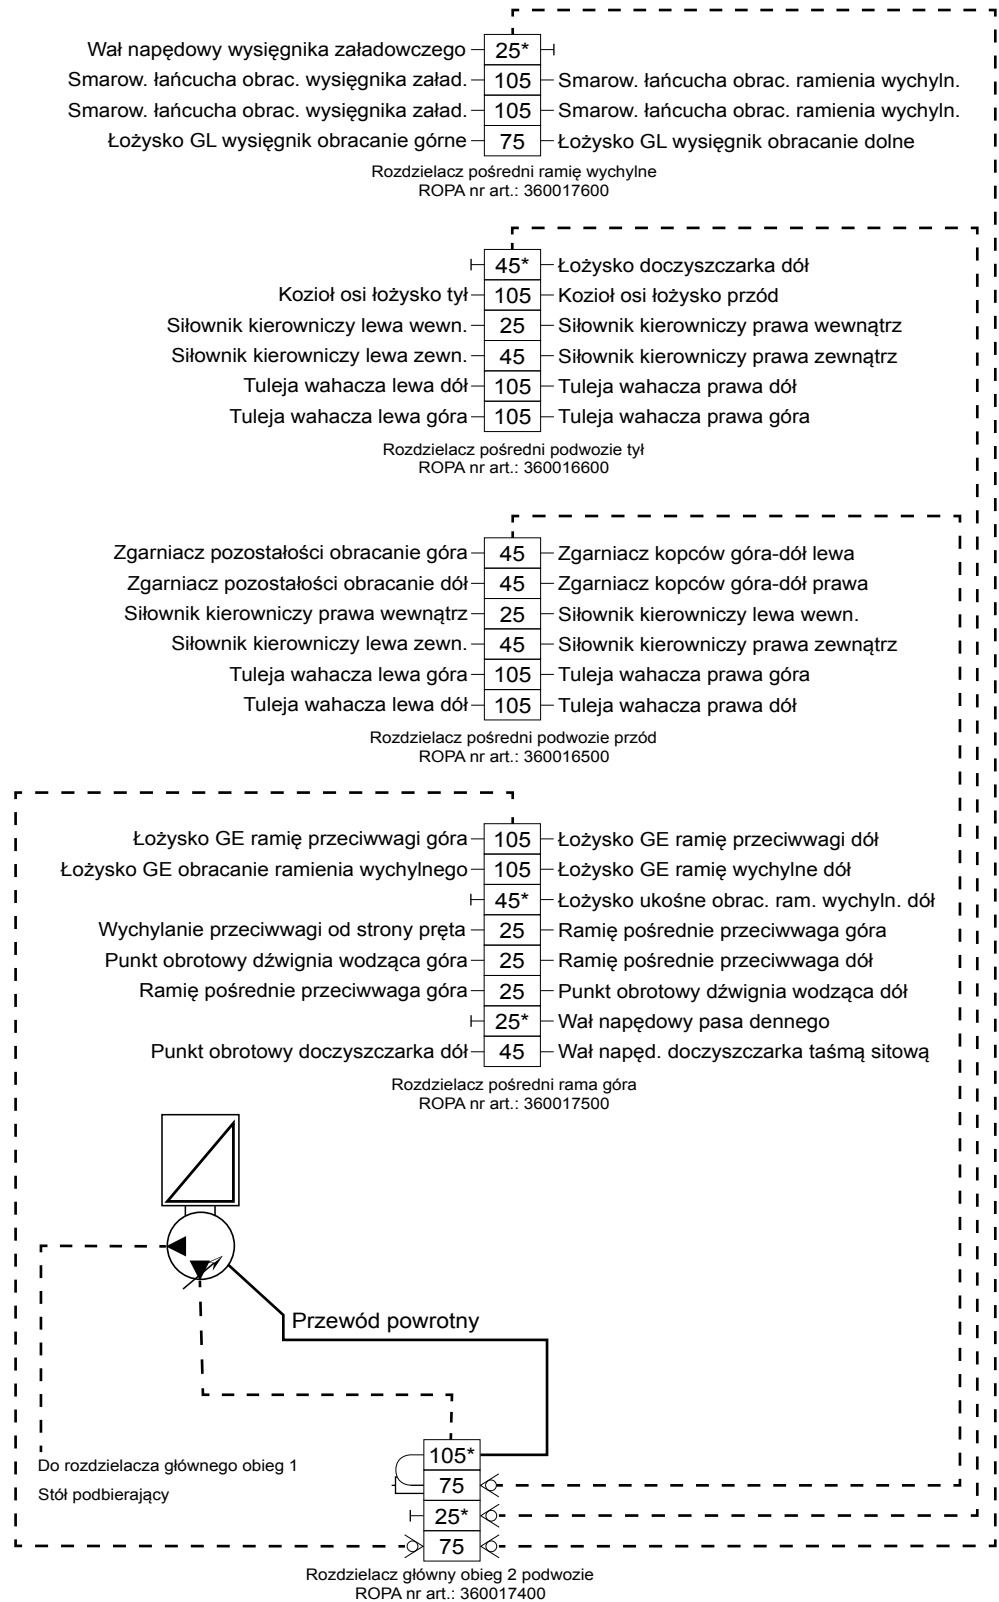 Wał napędowy wysięgnika załadowczego 25*
Smarow. łańcucha obrac. wysięgnika załad. 105 Smarow. łańcucha obrac. ramienia wychyln.
Smarow. łańcucha obrac. wysięgnika załad. 105 Smarow. łańcucha obrac. ramienia wychyln.
Łożysko GL wysięgnik obracanie górne 75 Łożysko GL wysięgnik obracanie dolne
Rozdzielacz pośredni ramię wychylne
ROPA nr art.: 360017600
45* Łożysko doczyszczarka dół
Kozioł osi łożysko tył 105 Kozioł osi łożysko przód
Siłownik kierowniczy lewa wewn. 25 Siłownik kierowniczy prawa wewnątrz
Siłownik kierowniczy lewa zewn. 45 Siłownik kierowniczy prawa zewnątrz
Tuleja wahacza lewa dół 105 Tuleja wahacza prawa dół
Tuleja wahacza lewa góra 105 Tuleja wahacza prawa góra
Rozdzielacz pośredni podwozie tył
ROPA nr art.: 360016600
Zgarniacz pozostałości obracanie góra 45 Zgarniacz kopców góra-dół lewa
Zgarniacz pozostałości obracanie dół 45 Zgarniacz kopców góra-dół prawa
Siłownik kierowniczy prawa wewnątrz 25 Siłownik kierowniczy lewa wewn.
Siłownik kierowniczy lewa zewn. 45 Siłownik kierowniczy prawa zewnątrz
Tuleja wahacza lewa góra 105 Tuleja wahacza prawa góra
Tuleja wahacza lewa dół 105 Tuleja wahacza prawa dół
Rozdzielacz pośredni podwozie przód
ROPA nr art.: 360016500
Łożysko GE ramię przeciwwagi góra 105 Łożysko GE ramię przeciwwagi dół
Łożysko GE obracanie ramienia wychylnego 105 Łożysko GE ramię wychylne dół
45* Łożysko ukośne obrac. ram. wychyln. dół
Wychylanie przeciwwagi od strony pręta 25 Ramię pośrednie przeciwwaga góra
Punkt obrotowy dźwignia wodząca góra 25 Ramię pośrednie przeciwwaga dół
Ramię pośrednie przeciwwaga góra 25 Punkt obrotowy dźwignia wodząca dół
25* Wał napędowy pasa dennego
Punkt obrotowy doczyszczarka dół 45 Wał napęd. doczyszczarka taśmą sitową
Rozdzielacz pośredni rama góra
ROPA nr art.: 360017500
Przewód powrotny
105*
Do rozdzielacza głównego obieg 1
75
Stół podbierający
25*
75
Rozdzielacz główny obieg 2 podwozie
ROPA nr art.: 360017400